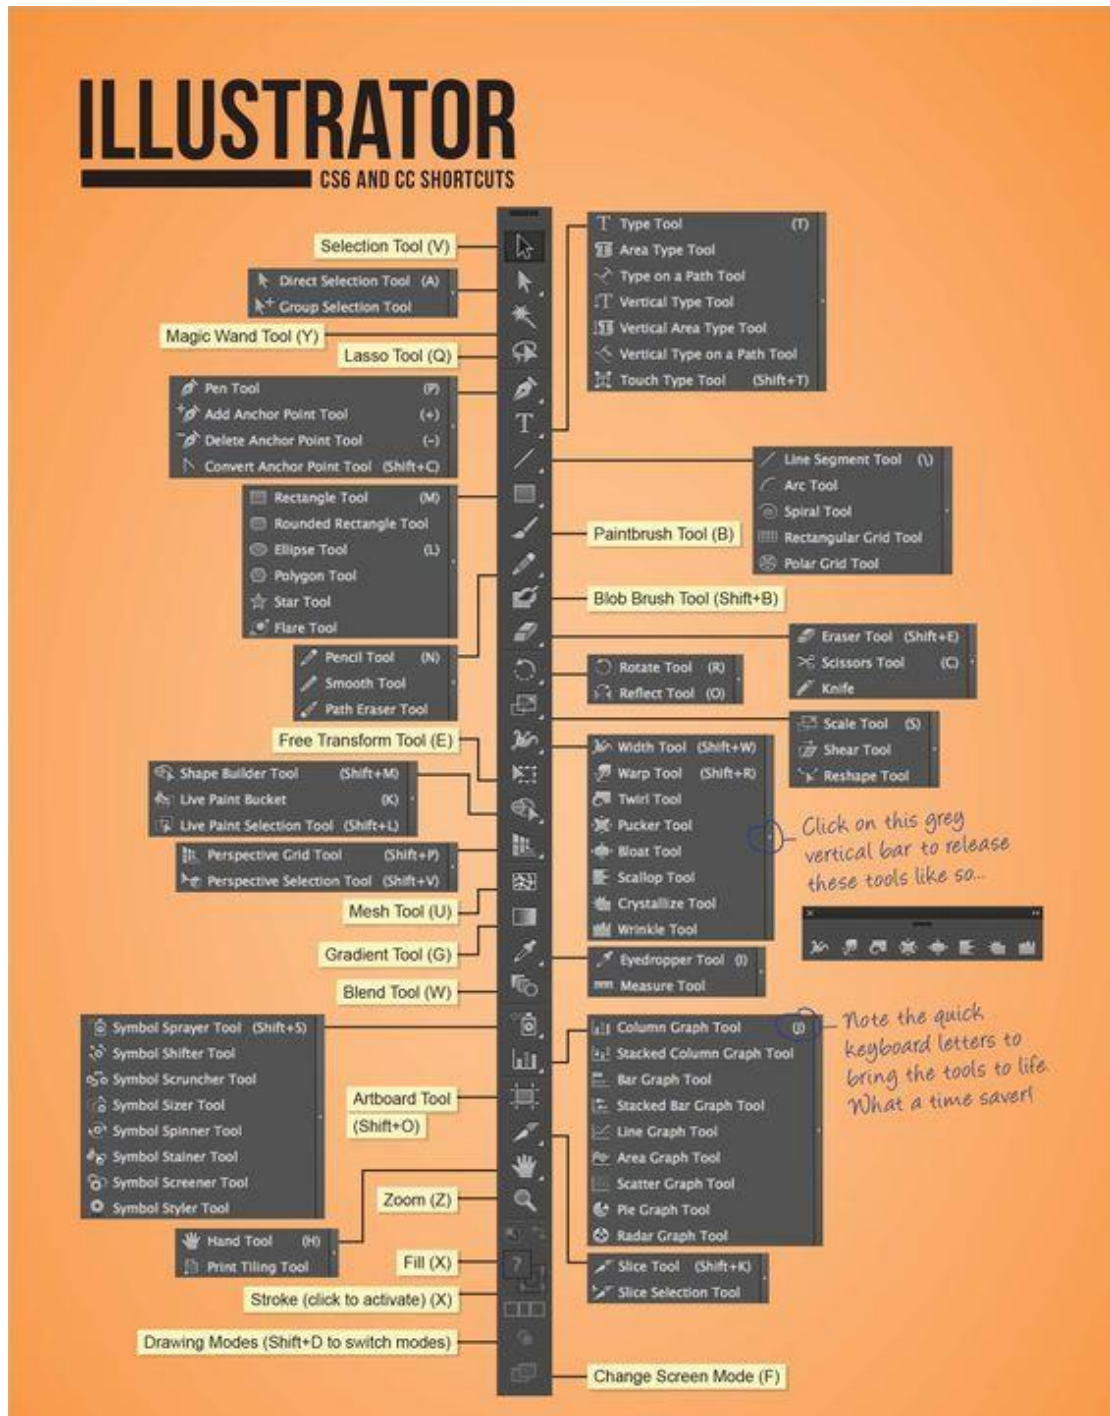 ILLUSTRATOR
CS6 AND CC SHORTCUTS
Selection Tool (V)
Direct Selection Tool (A)
Group Selection Tool
Magic Wand Tool (Y)
Lasso Tool (Q)
Pen Tool (P)
Add Anchor Point Tool (+)
Delete Anchor Point Tool (-)
Convert Anchor Point Tool (Shift+C)
Rectangle Tool (M)
Rounded Rectangle Tool
Ellipse Tool (L)
Polygon Tool
Star Tool
Flare Tool
Pencil Tool (N)
Smooth Tool
Path Eraser Tool
Free Transform Tool (E)
Shape Builder Tool (Shift+M)
Live Paint Bucket (K)
Live Paint Selection Tool (Shift+L)
Perspective Grid Tool (Shift+P)
Perspective Selection Tool (Shift+V)
Mesh Tool (U)
Gradient Tool (G)
Blend Tool (W)
Symbol Sprayer Tool (Shift+S)
Symbol Shifter Tool
Symbol Scruncher Tool
Symbol Sizer Tool
Symbol Spinner Tool
Symbol Stainer Tool
Symbol Screener Tool
Symbol Styler Tool
Artboard Tool
(Shift+O)
Zoom (Z)
Hand Tool (H)
Print Tiling Tool
Fill (X)
Stroke (click to activate) (X)
Drawing Modes (Shift+D to switch modes)
T Type Tool (T)
Area Type Tool
Type on a Path Tool
Vertical Type Tool
Vertical Area Type Tool
Vertical Type on a Path Tool
Touch Type Tool (Shift+T)
Line Segment Tool (\)
Arc Tool
Spiral Tool
Rectangular Grid Tool
Polar Grid Tool
Paintbrush Tool (B)
Blob Brush Tool (Shift+B)
Eraser Tool (Shift+E)
Scissors Tool (C)
Knife
Rotate Tool (R)
Reflect Tool (O)
Scale Tool (S)
Shear Tool
Reshape Tool
Width Tool (Shift+W)
Warp Tool (Shift+R)
Twirl Tool
Pucker Tool
Bloat Tool
Scallop Tool
Crystallize Tool
Wrinkle Tool
Click on this grey
vertical bar to release
these tools like so...
Eyedropper Tool (I)
Measure Tool
Column Graph Tool (J)
Stacked Column Graph Tool
Bar Graph Tool
Stacked Bar Graph Tool
Line Graph Tool
Area Graph Tool
Scatter Graph Tool
Pie Graph Tool
Radar Graph Tool
Note the quick
keyboard letters to
bring the tools to life.
What a time saver!
Slice Tool (Shift+K)
Slice Selection Tool
Change Screen Mode (F)